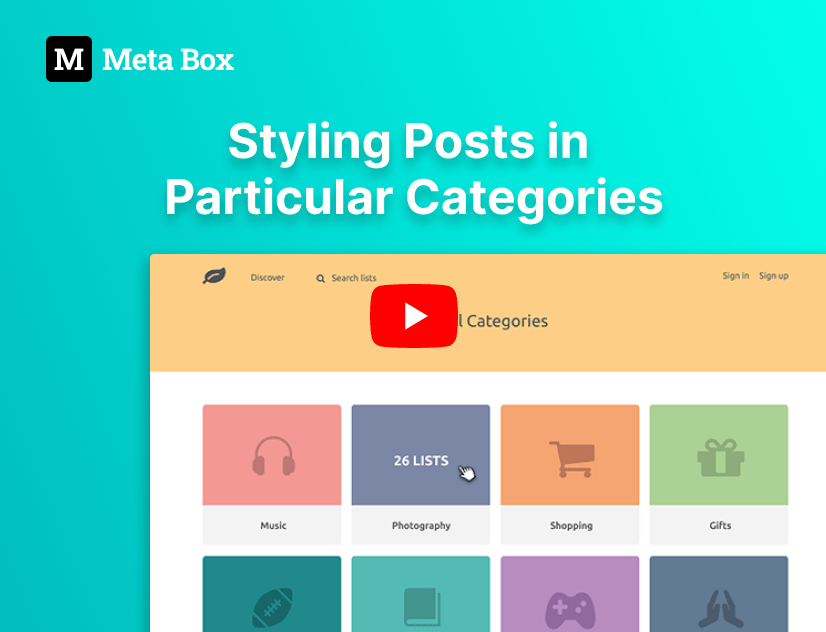 M Meta Box
Styling Posts in
Particular Categories
Discover Search lists Sign in Sign up
l Categories
26 LISTS
Music Photography Shopping Gifts